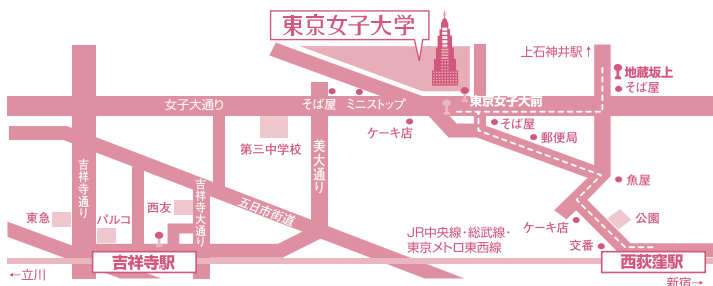 東京女子大学
上石神井駅↑
地蔵坂上
そば屋
女子大通り
そば屋
ミニストップ
東京女子大前
ケーキ店
そば屋
郵便局
第三中学校
美大通り
吉祥寺通り
吉祥寺大通り
五日市街道
魚屋
東急
パルコ
西友
公園
ケーキ店
交番
JR中央線・総武線・
東京メトロ東西線
吉祥寺駅
西荻窪駅
←立川
新宿→